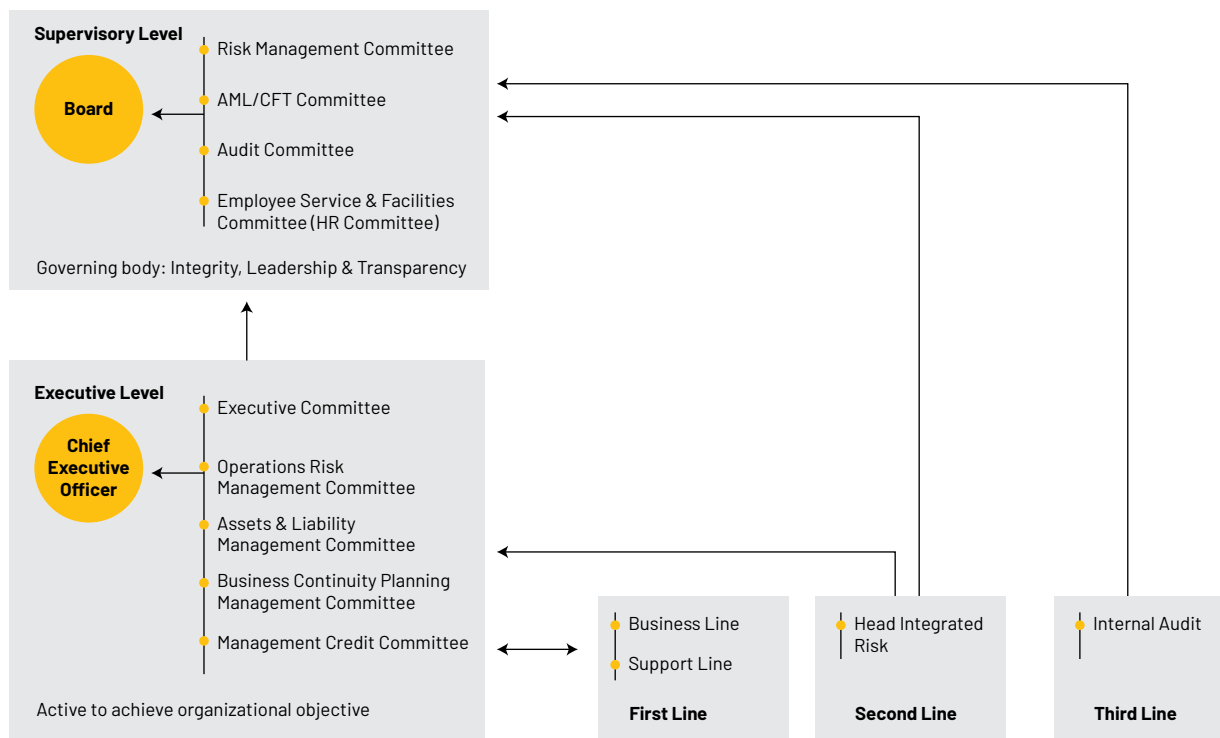 Supervisory Level
Board
Risk Management Committee
AML/CFT Committee
Audit Committee
Employee Service & Facilities
Committee (HR Committee)
Governing body: Integrity, Leadership & Transparency
Executive Level
Chief
Executive
Officer
Executive Committee
Operations Risk
Management Committee
Assets & Liability
Management Committee
Business Continuity Planning
Management Committee
Management Credit Committee
Active to achieve organizational objective
Business Line
Support Line
First Line
Head Integrated
Risk
Second Line
Internal Audit
Third Line